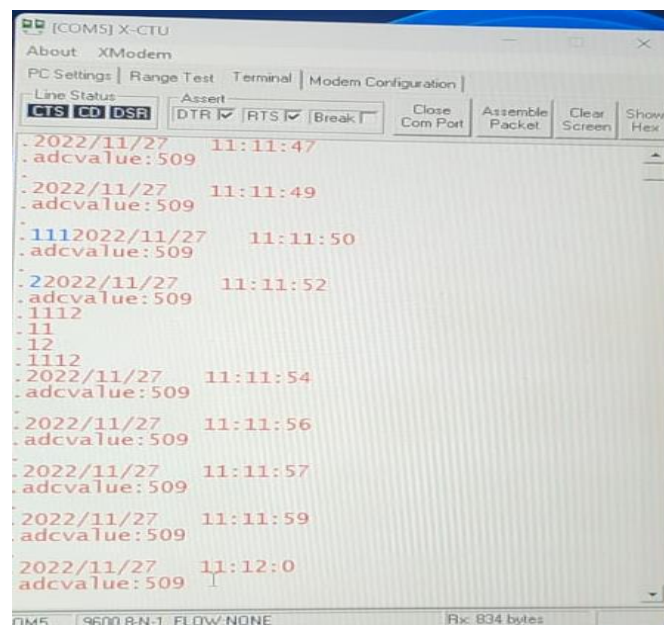 [COM5] X-CTU
About XModem
PC Settings Range Test Terminal Modem Configuration
Line Status Assert
CTS CD DSR DTR RTS Break Close Com Port Assemble Packet Clear Screen Show Hex
.2022/11/27 11:11:47
.adcvalue:509
.
.2022/11/27 11:11:49
.adcvalue:509
.
.1112022/11/27 11:11:50
.adcvalue:509
.
.22022/11/27 11:11:52
.adcvalue:509
.1112
.11
.12
.1112
.2022/11/27 11:11:54
.adcvalue:509
.
.2022/11/27 11:11:56
.adcvalue:509
.
.2022/11/27 11:11:57
.adcvalue:509
.
.2022/11/27 11:11:59
.adcvalue:509
.
2022/11/27 11:12:0
adcvalue:509
COM5 9600 8-N-1 FLOW:NONE Rx: 834 bytes